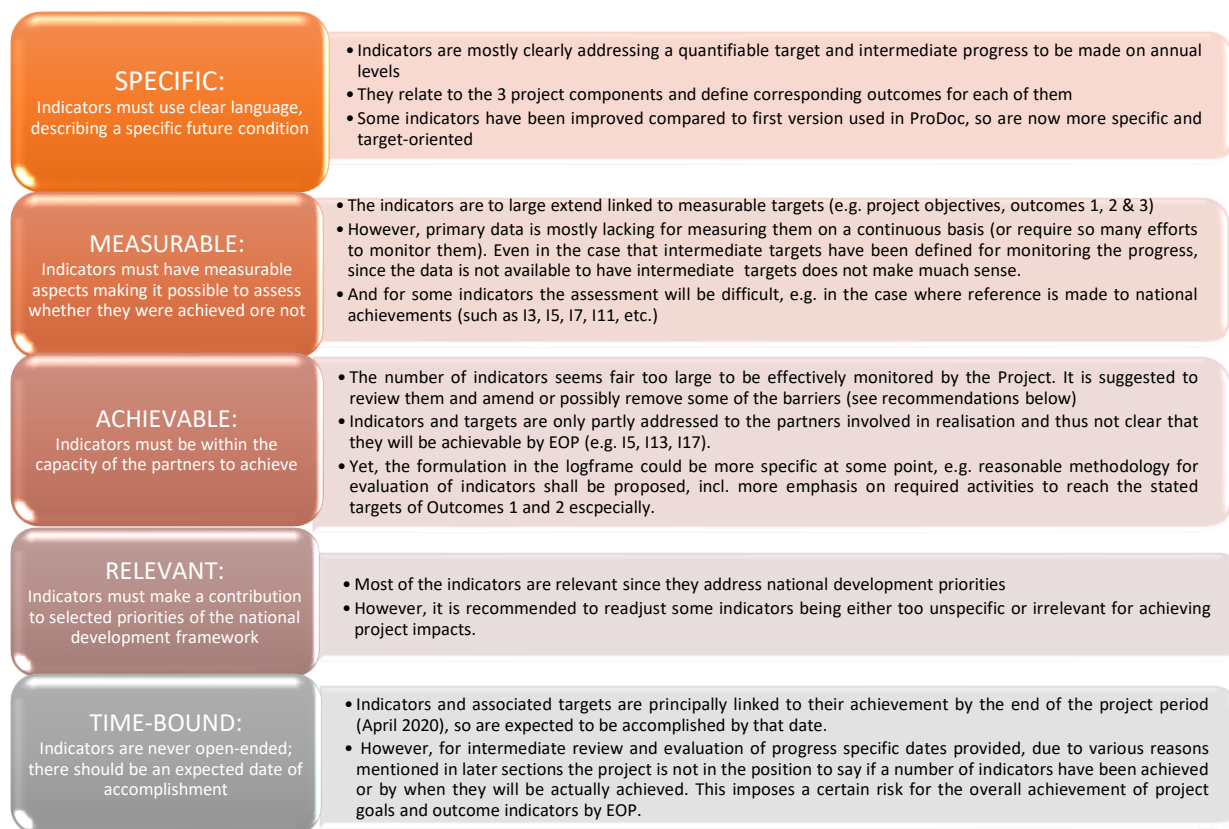 SPECIFIC:
Indicators must use clear language,
describing a specific future condition
• Indicators are mostly clearly addressing a quantifiable target and intermediate progress to be made on annual
levels
• They relate to the 3 project components and define corresponding outcomes for each of them
• Some indicators have been improved compared to first version used in ProDoc, so are now more specific and
target-oriented
MEASURABLE:
Indicators must have measurable
aspects making it possible to assess
whether they were achieved ore not
• The indicators are to large extend linked to measurable targets (e.g. project objectives, outcomes 1, 2 & 3)
• However, primary data is mostly lacking for measuring them on a continuous basis (or require so many efforts
to monitor them). Even in the case that intermediate targets have been defined for monitoring the progress,
since the data is not available to have intermediate targets does not make muach sense.
• And for some indicators the assessment will be difficult, e.g. in the case where reference is made to national
achievements (such as I3, I5, I7, I11, etc.)
ACHIEVABLE:
Indicators must be within the
capacity of the partners to achieve
• The number of indicators seems fair too large to be effectively monitored by the Project. It is suggested to
review them and amend or possibly remove some of the barriers (see recommendations below)
• Indicators and targets are only partly addressed to the partners involved in realisation and thus not clear that
they will be achievable by EOP (e.g. I5, I13, I17).
• Yet, the formulation in the logframe could be more specific at some point, e.g. reasonable methodology for
evaluation of indicators shall be proposed, incl. more emphasis on required activities to reach the stated
targets of Outcomes 1 and 2 escpecially.
RELEVANT:
Indicators must make a contribution
to selected priorities of the national
development framework
• Most of the indicators are relevant since they address national development priorities
• However, it is recommended to readjust some indicators being either too unspecific or irrelevant for achieving
project impacts.
TIME-BOUND:
Indicators are never open-ended;
there should be an expected date of
accomplishment
• Indicators and associated targets are principally linked to their achievement by the end of the project period
(April 2020), so are expected to be accomplished by that date.
• However, for intermediate review and evaluation of progress specific dates provided, due to various reasons
mentioned in later sections the project is not in the position to say if a number of indicators have been achieved
or by when they will be actually achieved. This imposes a certain risk for the overall achievement of project
goals and outcome indicators by EOP.